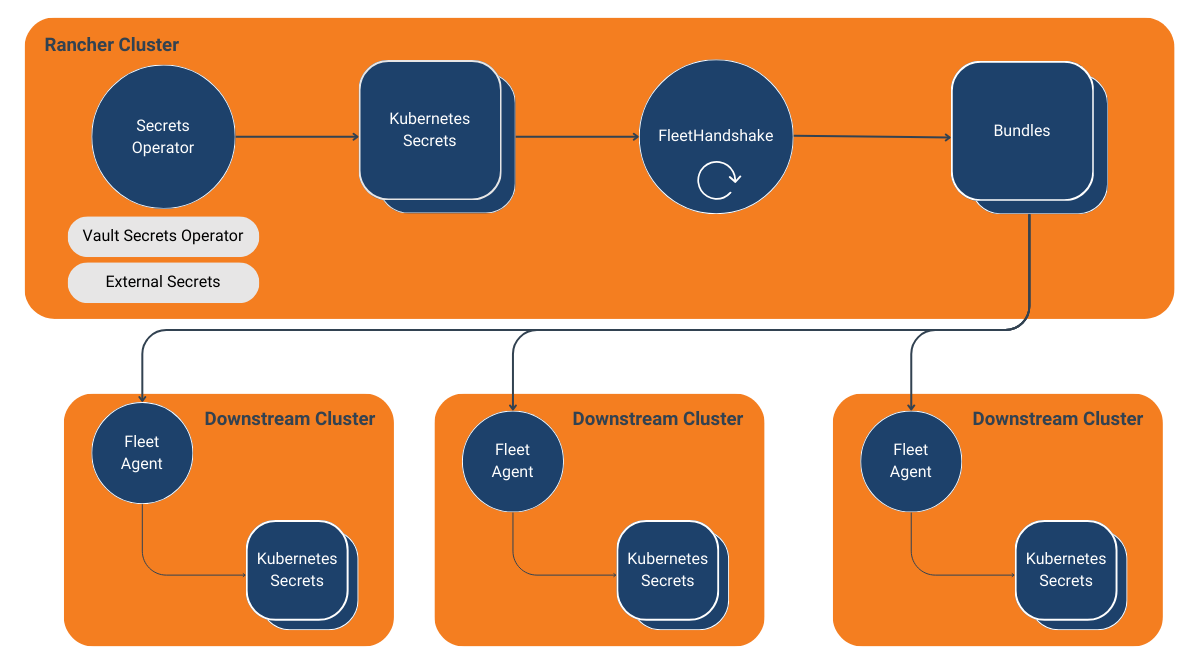 Rancher Cluster
Secrets
Operator
Kubernetes
Secrets
FleetHandshake
Bundles
Vault Secrets Operator
External Secrets
Downstream Cluster
Fleet
Agent
Kubernetes
Secrets
Downstream Cluster
Fleet
Agent
Kubernetes
Secrets
Downstream Cluster
Fleet
Agent
Kubernetes
Secrets